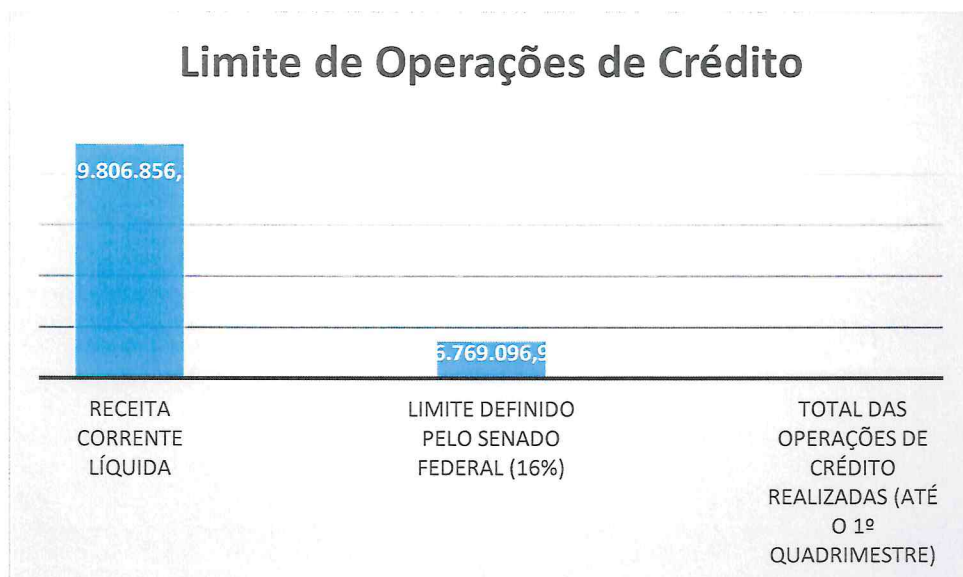 Limite de Operações de Crédito
9.806.856,
6.769.096,9
RECEITA
CORRENTE
LÍQUIDA
LIMITE DEFINIDO
PELO SENADO
FEDERAL (16%)
TOTAL DAS
OPERAÇÕES DE
CRÉDITO
REALIZADAS (ATÉ
O 1º
QUADRIMESTRE)